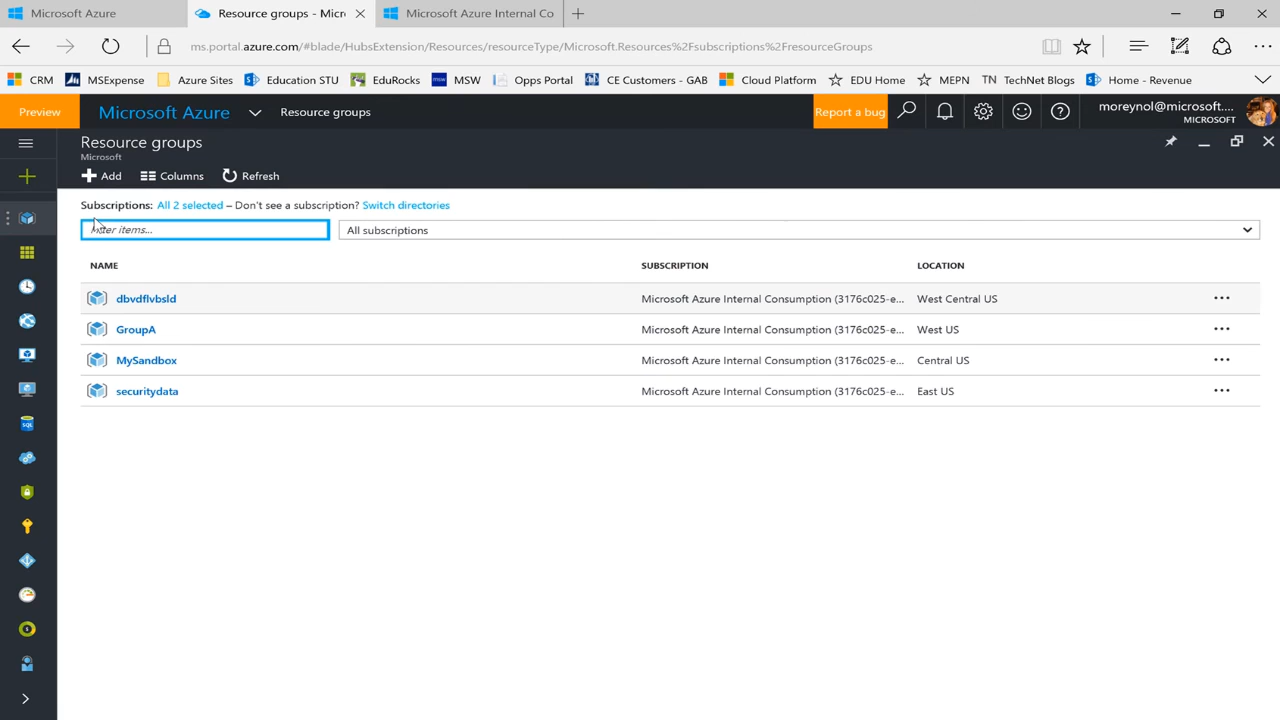 Microsoft Azure
Resource groups - Micr
Microsoft Azure Internal Co
ms.portal.azure.com/#blade/HubsExtension/Resources/resourceType/Microsoft.Resources%2Fsubscriptions%2FresourceGroups
CRM MSExpense Azure Sites Education STU EduRocks MSW Opps Portal CE Customers - GAB Cloud Platform EDU Home MEPN TN TechNet Blogs Home - Revenue
Preview Microsoft Azure Resource groups Report a bug moreynol@microsoft....
MICROSOFT
Resource groups
Microsoft
Add Columns Refresh
Subscriptions: All 2 selected – Don't see a subscription? Switch directories
items... All subscriptions
NAME SUBSCRIPTION LOCATION
dbvdflvbsld Microsoft Azure Internal Consumption (3176c025-e... West Central US ...
GroupA Microsoft Azure Internal Consumption (3176c025-e... West US ...
MySandbox Microsoft Azure Internal Consumption (3176c025-e... Central US ...
securitydata Microsoft Azure Internal Consumption (3176c025-e... East US ...